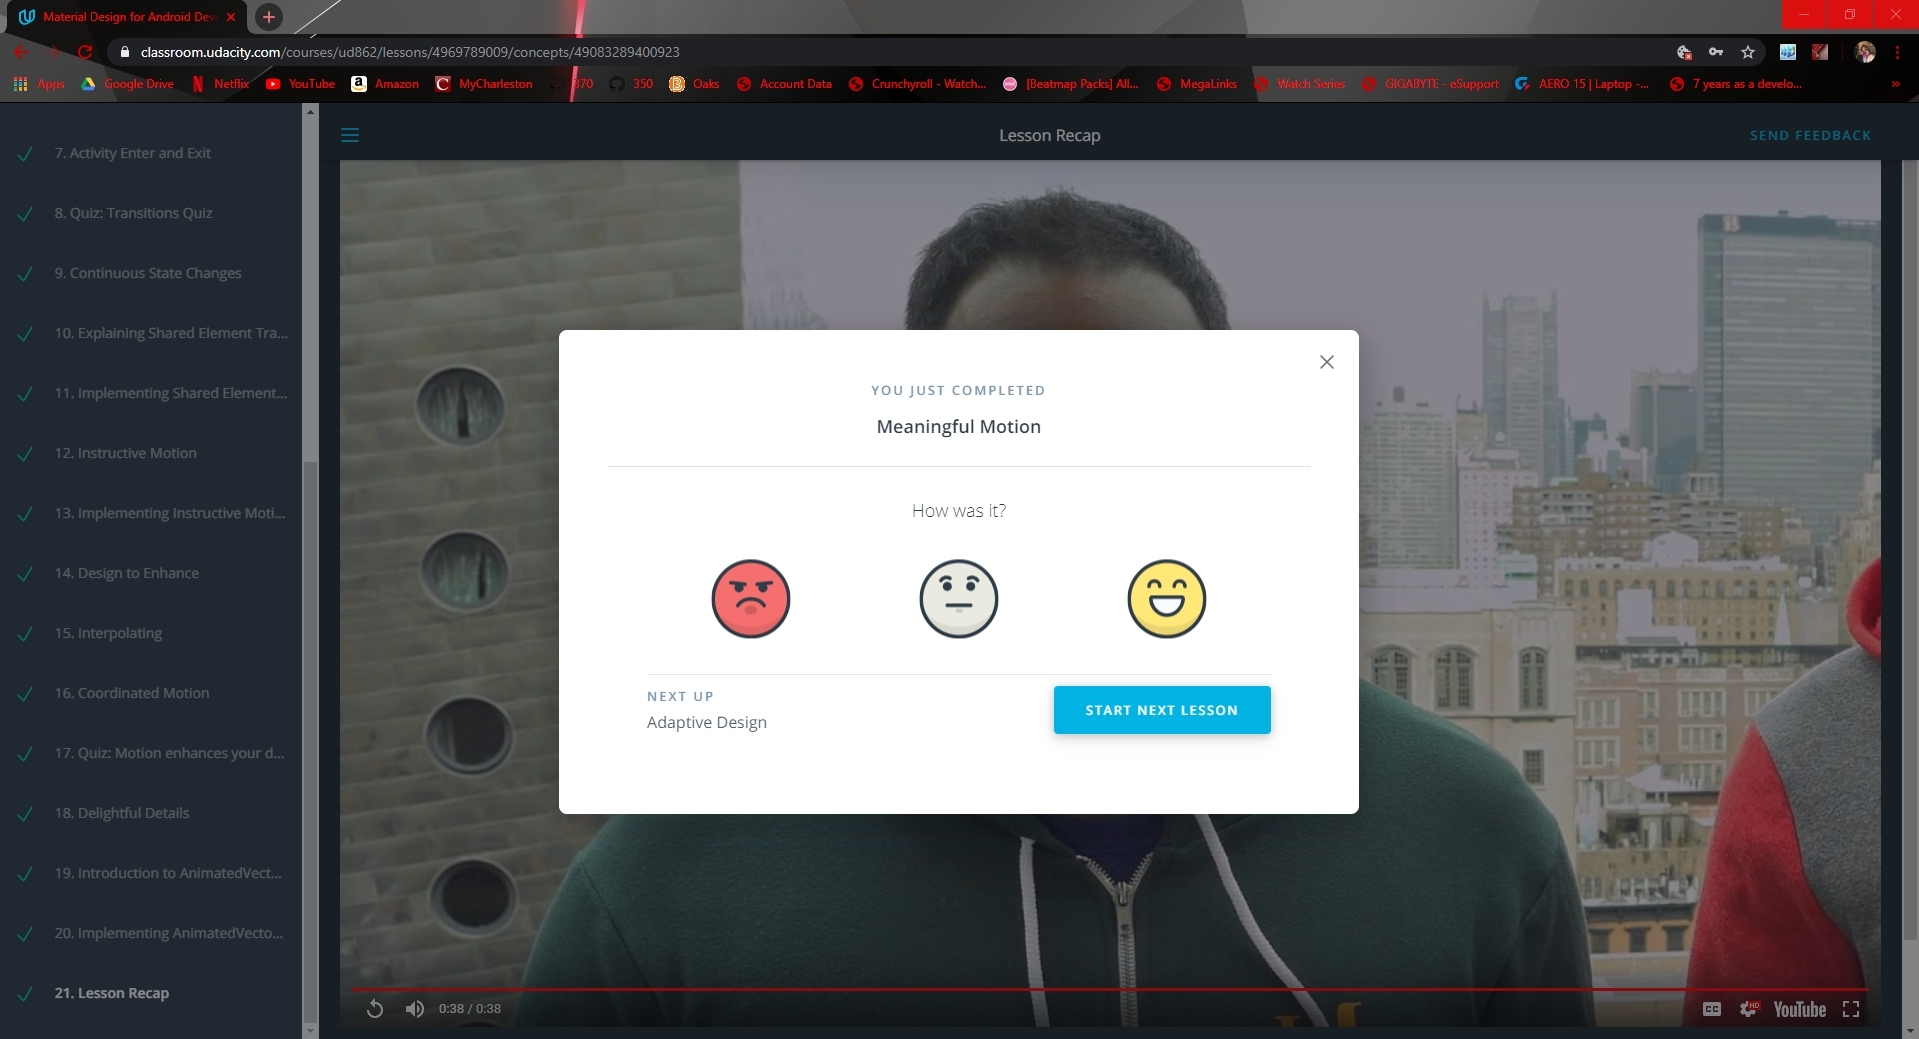 Material Design for Android Dev
classroom.udacity.com/courses/ud862/lessons/4969789009/concepts/49083289400923
Apps
Google Drive
Netflix
YouTube
Amazon
MyCharleston
370
350
Oaks
Account Data
Crunchyroll - Watch...
[Beatmap Packs] All...
MegaLinks
Watch Series
GIGABYTE - eSupport
AERO 15 | Laptop -...
7 years as a develo...
»
Lesson Recap
SEND FEEDBACK
7. Activity Enter and Exit
8. Quiz: Transitions Quiz
9. Continuous State Changes
10. Explaining Shared Element Tra...
11. Implementing Shared Element...
12. Instructive Motion
13. Implementing Instructive Moti...
14. Design to Enhance
15. Interpolating
16. Coordinated Motion
17. Quiz: Motion enhances your d...
18. Delightful Details
19. Introduction to AnimatedVect...
20. Implementing AnimatedVecto...
21. Lesson Recap
YOU JUST COMPLETED
Meaningful Motion
How was it?
NEXT UP
Adaptive Design
START NEXT LESSON
0:38 / 0:38
CC
HD
YouTube